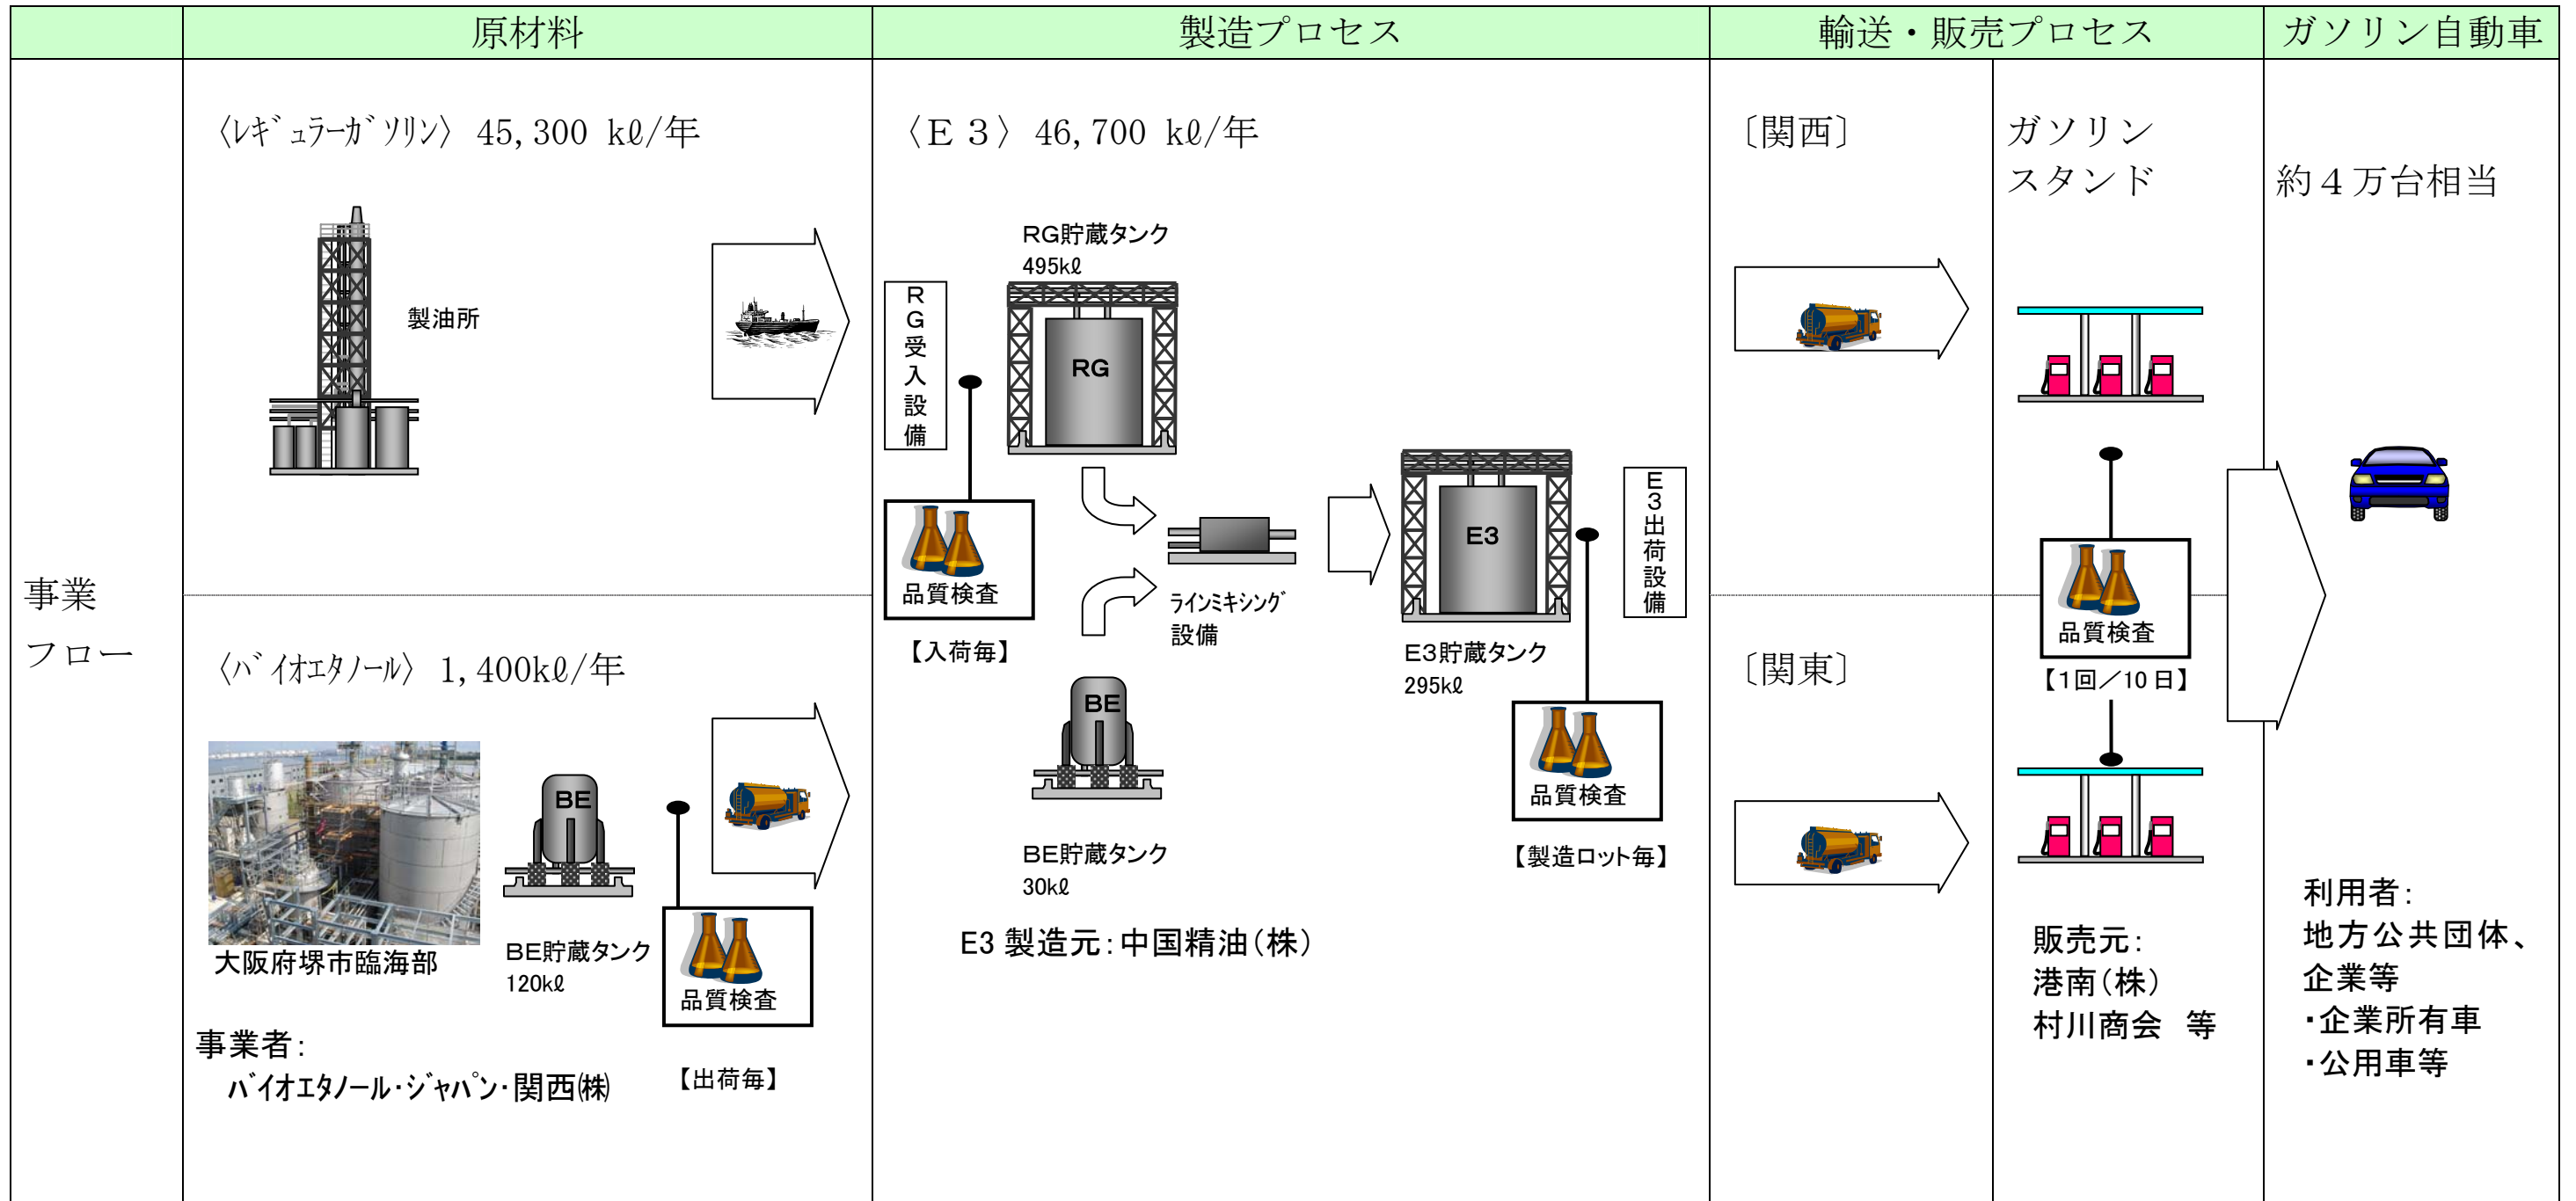 原材料
製造プロセス
輸送・販売プロセス
ガソリン自動車
事業
フロー
〈ﾚｷﾞｭﾗｰｶﾞｿﾘﾝ〉 45,300 kℓ/年
製油所
〈ﾊﾞｲｵｴﾀﾉｰﾙ〉 1,400kℓ/年
大阪府堺市臨海部
BE
BE貯蔵タンク
120kℓ
品質検査
【出荷毎】
事業者：
ﾊﾞｲｵｴﾀﾉｰﾙ･ｼﾞｬﾊﾟﾝ･関西㈱
〈Ｅ３〉 46,700 kℓ/年
RG貯蔵タンク
495kℓ
RG受入設備
RG
品質検査
【入荷毎】
ﾗｲﾝﾐｷｼﾝｸﾞ
設備
BE
BE貯蔵タンク
30kℓ
E3
E3貯蔵タンク
295kℓ
E3出荷設備
品質検査
【製造ロット毎】
E3 製造元：中国精油（株）
〔関西〕
〔関東〕
ガソリン
スタンド
品質検査
【1回／10日】
販売元：
港南（株）
村川商会　等
約４万台相当
利用者：
地方公共団体、
企業等
・企業所有車
・公用車等